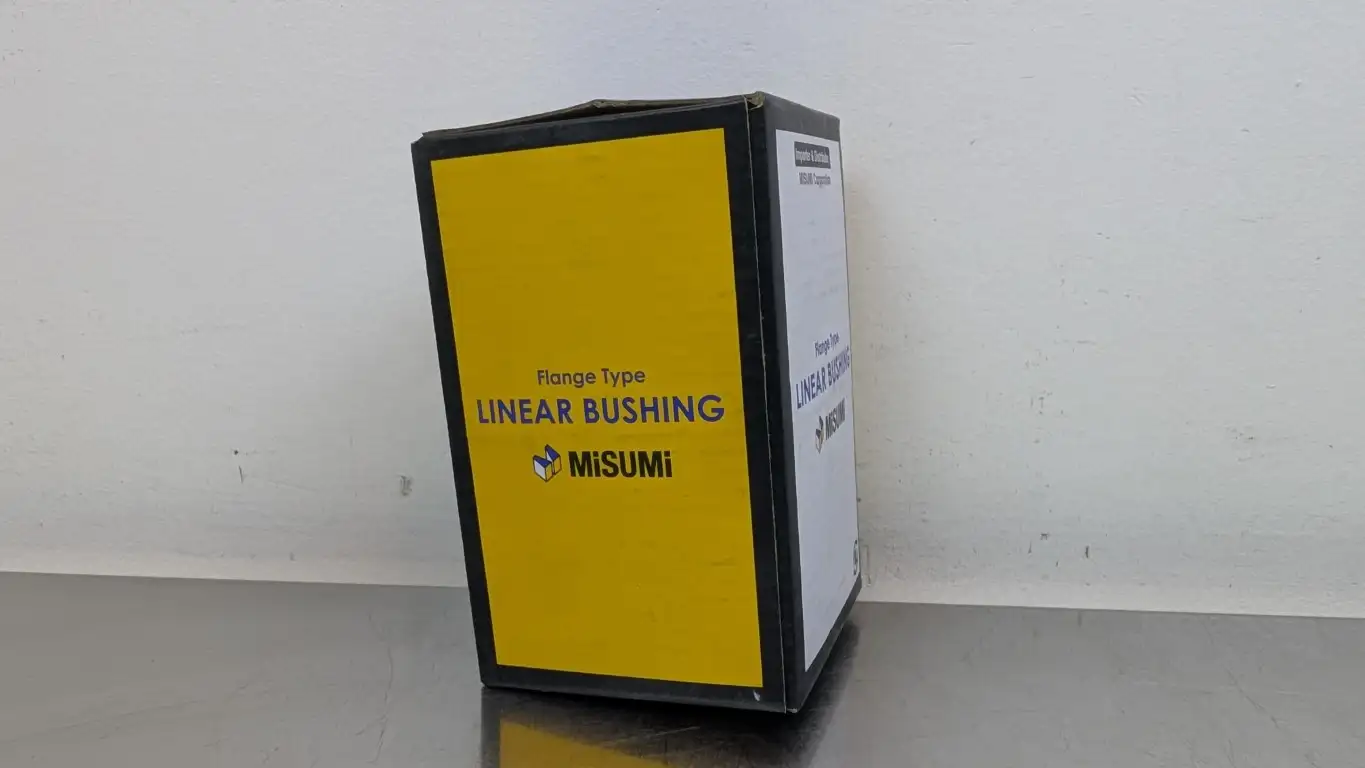 Flange Type
LINEAR BUSHING
MiSUMi
Importer & Distributor
MISUMI Corporation
Flange Type
LINEAR BUSHING
MiSUMi